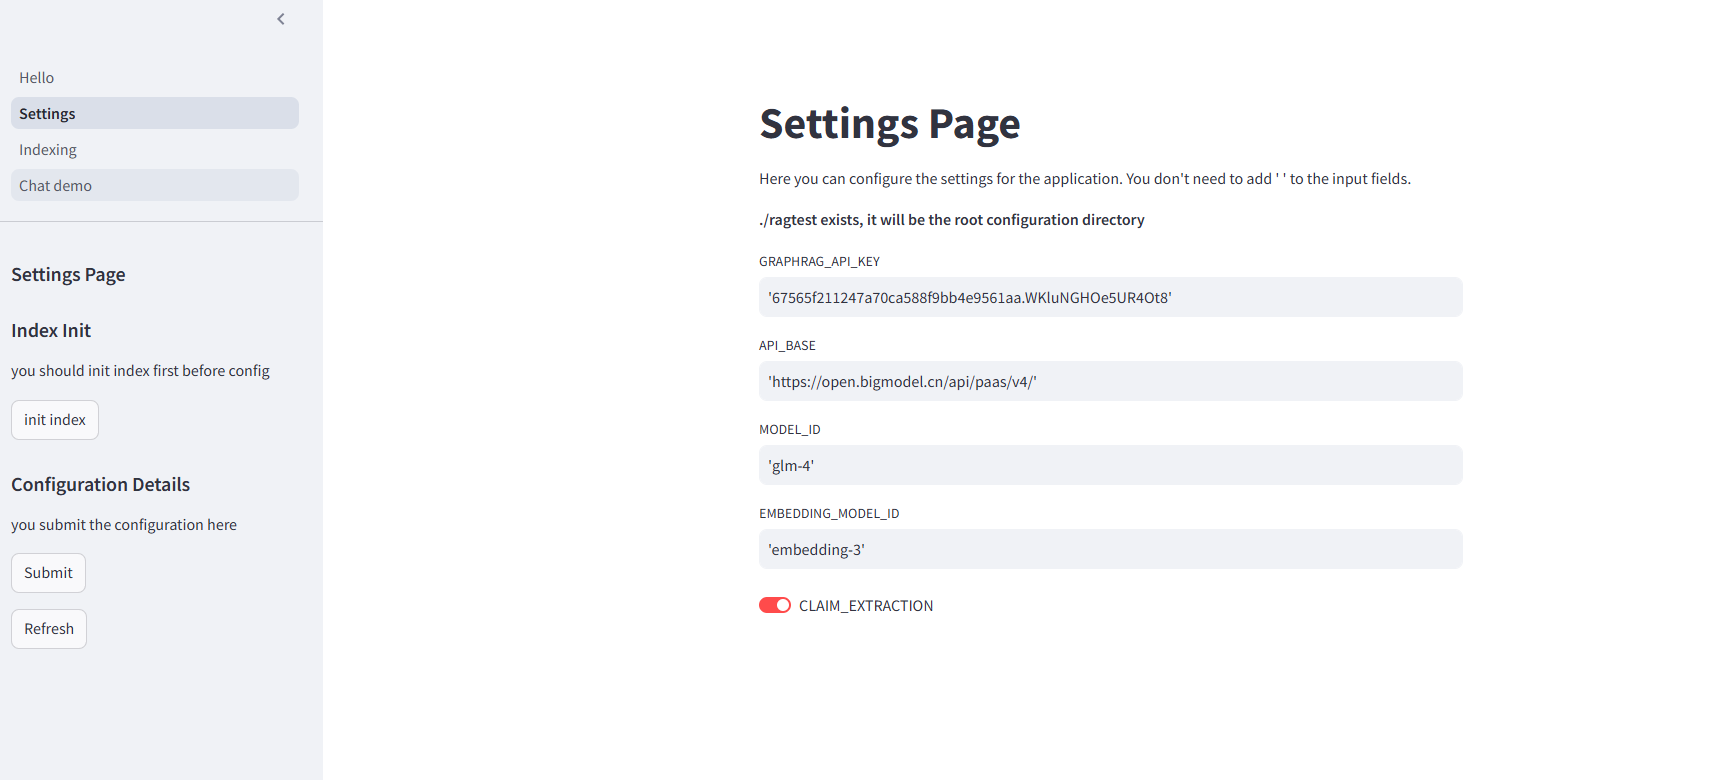 Hello
Settings
Indexing
Chat demo
Settings Page
Index Init
you should init index first before config
init index
Configuration Details
you submit the configuration here
Submit
Refresh
Settings Page
Here you can configure the settings for the application. You don't need to add ' ' to the input fields.
./ragtest exists, it will be the root configuration directory
GRAPHRAG_API_KEY
'67565f211247a70ca588f9bb4e9561aa.WKluNGHOe5UR4Ot8'
API_BASE
'https://open.bigmodel.cn/api/paas/v4/'
MODEL_ID
'glm-4'
EMBEDDING_MODEL_ID
'embedding-3'
CLAIM_EXTRACTION